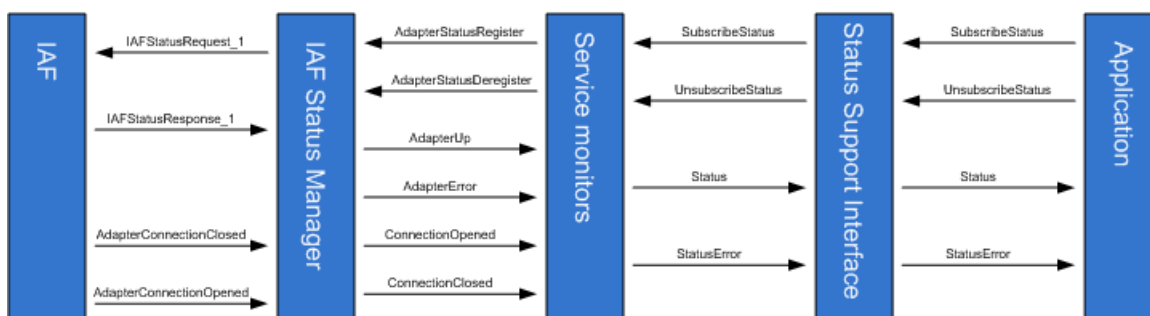 IAF
IAFStatusRequest_1
IAFStatusResponse_1
AdapterConnectionClosed
AdapterConnectionOpened
IAF Status Manager
AdapterStatusRegister
AdapterStatusDeregister
AdapterUp
AdapterError
ConnectionOpened
ConnectionClosed
Service monitors
SubscribeStatus
UnsubscribeStatus
Status
StatusError
Status Support Interface
SubscribeStatus
UnsubscribeStatus
Status
StatusError
Application